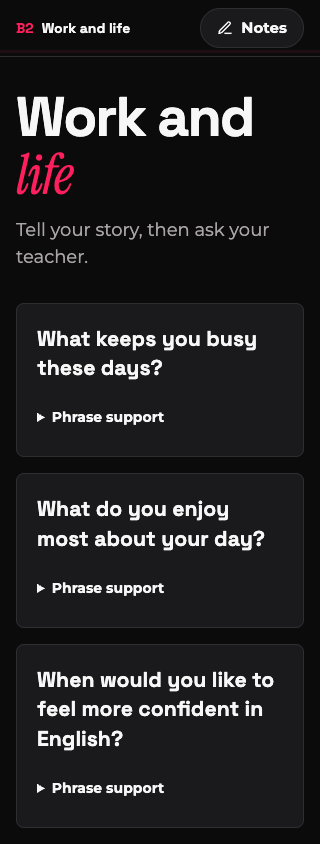 B2 Work and life
Notes
Work and
life
Tell your story, then ask your
teacher.
What keeps you busy
these days?
Phrase support
What do you enjoy
most about your day?
Phrase support
When would you like to
feel more confident in
English?
Phrase support